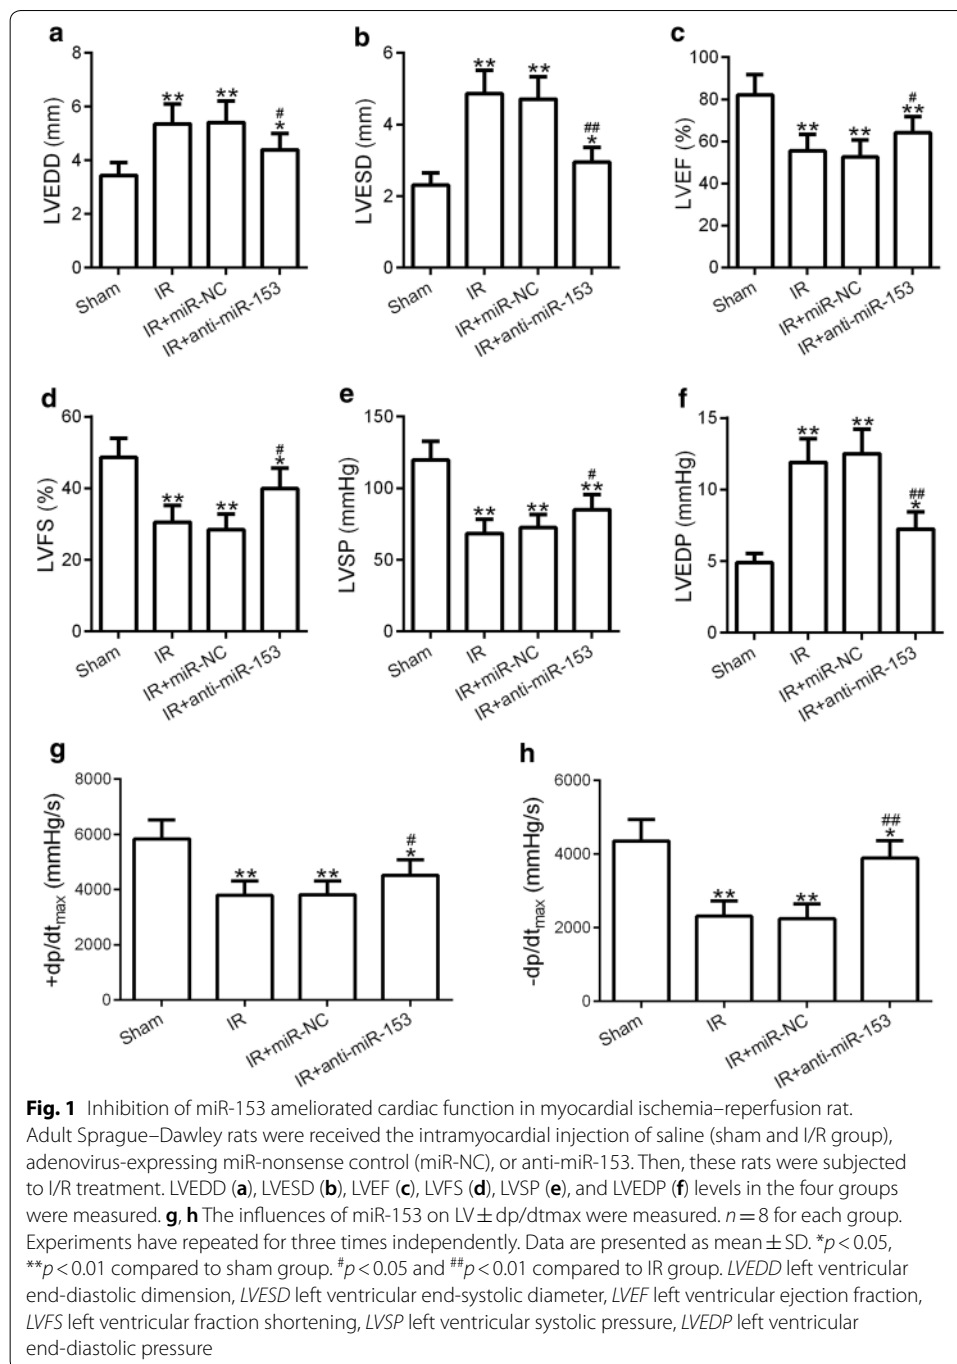 a
LVEDD (mm)
8
6
4
2
0
**
**
#
*
Sham
IR
IR+miR-NC
IR+anti-miR-153
b
LVESD (mm)
6
4
2
0
**
**
##
*
Sham
IR
IR+miR-NC
IR+anti-miR-153
c
LVEF (%)
100
80
60
40
20
0
**
**
#
**
Sham
IR
IR+miR-NC
IR+anti-miR-153
d
LVFS (%)
60
40
20
0
**
**
#
*
Sham
IR
IR+miR-NC
IR+anti-miR-153
e
LVSP (mmHg)
150
100
50
0
**
**
#
**
Sham
IR
IR+miR-NC
IR+anti-miR-153
f
LVEDP (mmHg)
15
10
5
0
**
**
##
*
Sham
IR
IR+miR-NC
IR+anti-miR-153
g
+dp/dtmax (mmHg/s)
8000
6000
4000
2000
0
**
**
#
*
Sham
IR
IR+miR-NC
IR+anti-miR-153
h
-dp/dtmax (mmHg/s)
6000
4000
2000
0
**
**
##
*
Sham
IR
IR+miR-NC
IR+anti-miR-153
Fig. 1 Inhibition of miR-153 ameliorated cardiac function in myocardial ischemia–reperfusion rat.
Adult Sprague–Dawley rats were received the intramyocardial injection of saline (sham and I/R group),
adenovirus-expressing miR-nonsense control (miR-NC), or anti-miR-153. Then, these rats were subjected
to I/R treatment. LVEDD (a), LVESD (b), LVEF (c), LVFS (d), LVSP (e), and LVEDP (f) levels in the four groups
were measured. g, h The influences of miR-153 on LV ± dp/dtmax were measured. n = 8 for each group.
Experiments have repeated for three times independently. Data are presented as mean ± SD. *p < 0.05,
**p < 0.01 compared to sham group. #p < 0.05 and ##p < 0.01 compared to IR group. LVEDD left ventricular
end-diastolic dimension, LVESD left ventricular end-systolic diameter, LVEF left ventricular ejection fraction,
LVFS left ventricular fraction shortening, LVSP left ventricular systolic pressure, LVEDP left ventricular
end-diastolic pressure